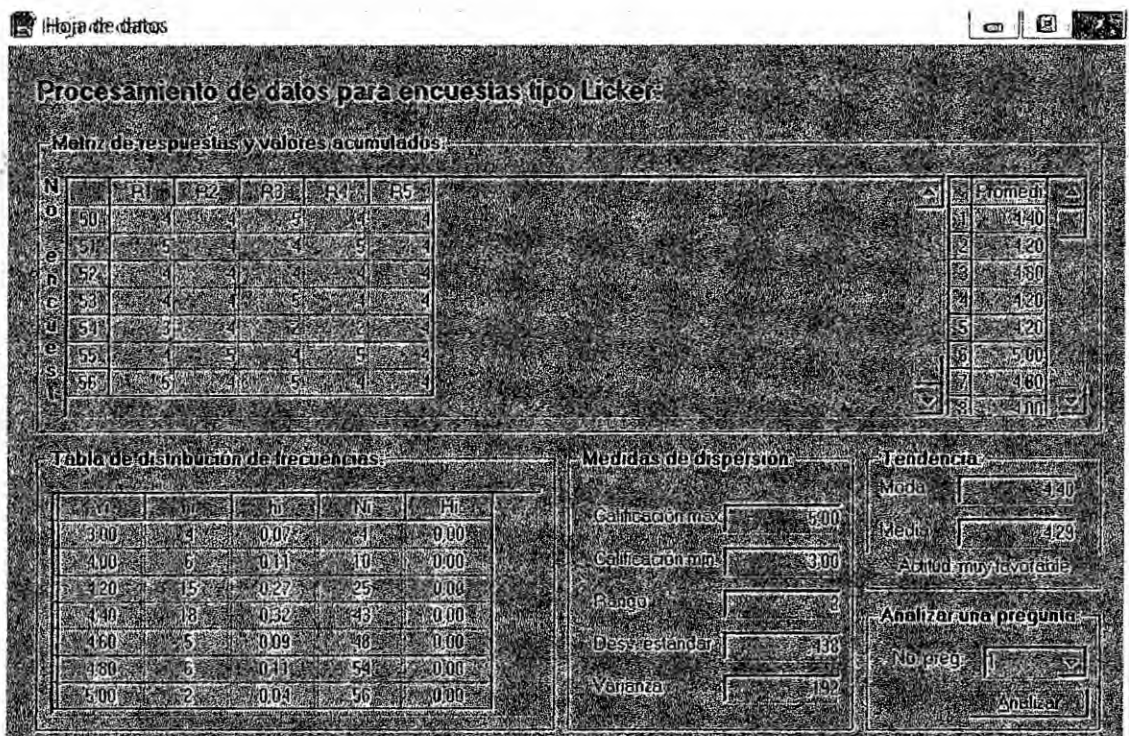 Hoja de datos
Procesamiento de datos para encuestas tipo Licker:
Matriz de respuestas y valores acumulados:
No encuest
R1 R2 R3 R4 R5
50 4 4 5 4 4
51 5 4 4 5 4
52 4 4 4 4
53 4 4 5 4 4
54 3 4 2 2 4
55 4 5 4 5 4
56 5 4 5 4 4
Promedi
1 4.40
2 4.20
3 4.80
4 4.20
5 4.20
6 5.00
7 4.60
8 4.00
Tabla de distribución de frecuencias:
Yi ni hi Ni Hi
3.00 4 0.07 4 0.00
4.00 6 0.11 10 0.00
4.20 15 0.27 25 0.00
4.40 18 0.32 43 0.00
4.60 5 0.09 48 0.00
4.80 6 0.11 54 0.00
5.00 2 0.04 56 0.00
Medidas de dispersión:
Calificación max 5.00
Calificación min. 3.00
Rango 2
Desv. estándar .438
Varianza .192
Tendencia:
Moda 4.40
Media 4.29
Actitud muy favorable
Analizar una pregunta:
No. preg. 1
Analizar